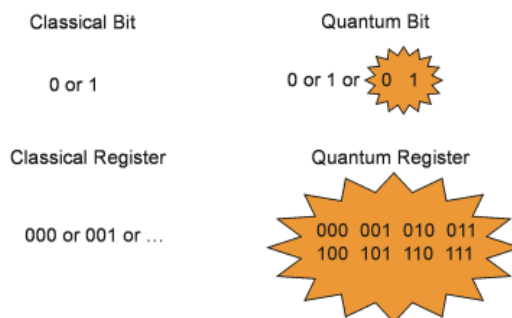 Classical Bit
Quantum Bit
0 or 1
0 or 1 or 0 1
Classical Register
Quantum Register
000 or 001 or ...
000 001 010 011
100 101 110 111